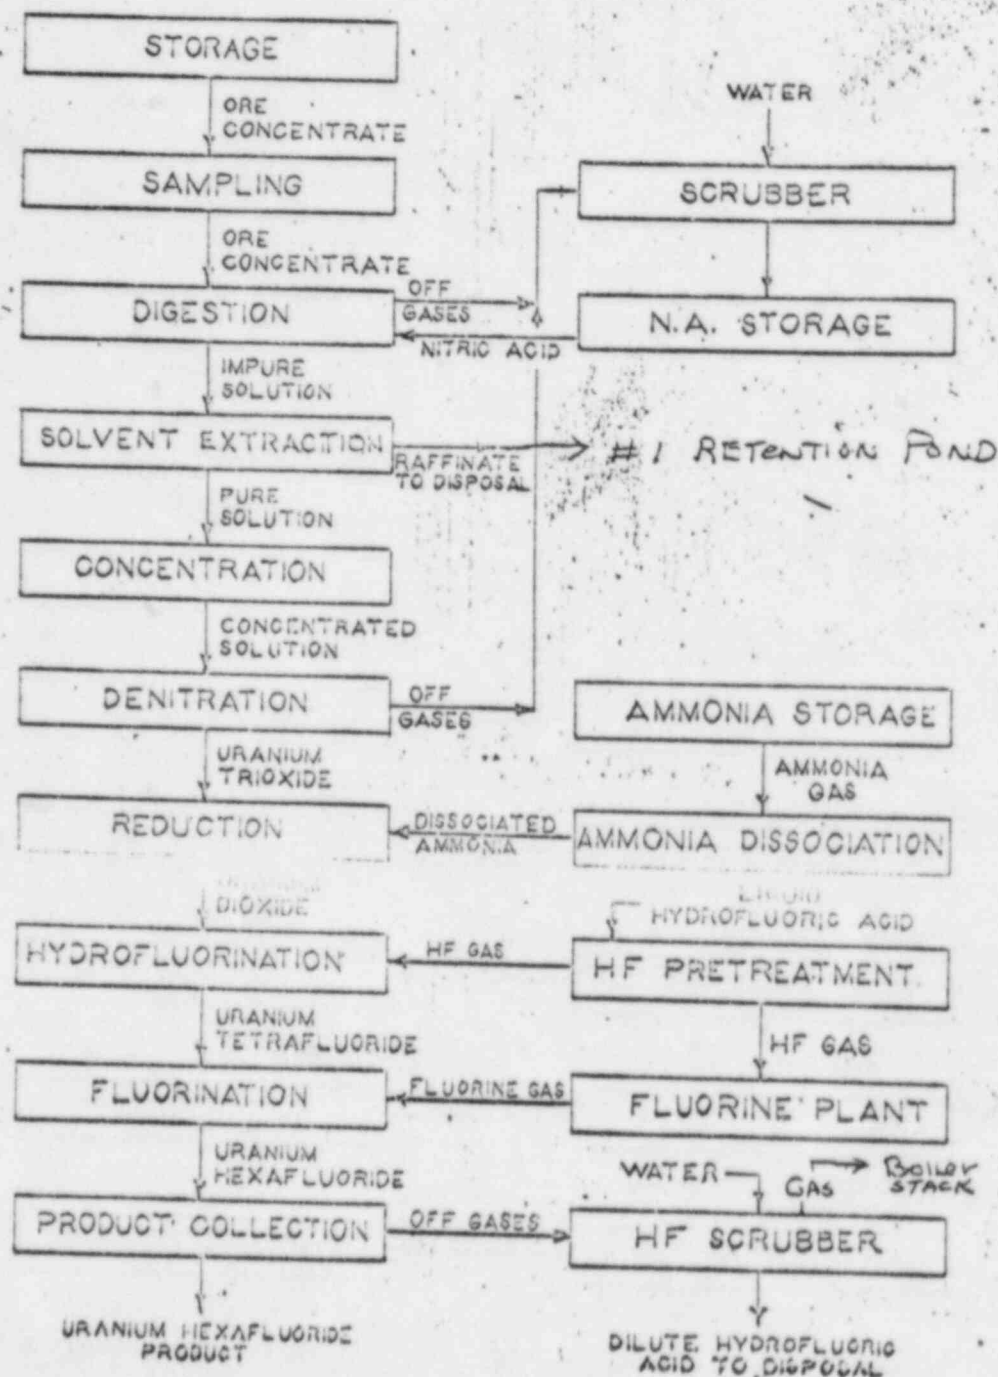 STORAGE
ORE
CONCENTRATE
WATER
SAMPLING
SCRUBBER
ORE
CONCENTRATE
DIGESTION
OFF
GASES
N.A. STORAGE
NITRIC ACID
IMPURE
SOLUTION
SOLVENT EXTRACTION
RAFFINATE
TO DISPOSAL
#1 RETENTION POND
PURE
SOLUTION
CONCENTRATION
CONCENTRATED
SOLUTION
DENITRATION
OFF
GASES
AMMONIA STORAGE
URANIUM
TRIOXIDE
AMMONIA
GAS
REDUCTION
DISSOCIATED
AMMONIA
AMMONIA DISSOCIATION
DIOXIDE
LIQUID
HYDROFLUORIC ACID
HYDROFLUORINATION
HF GAS
HF PRETREATMENT
URANIUM
TETRAFLUORIDE
HF GAS
FLUORINATION
FLUORINE GAS
FLUORINE PLANT
URANIUM
HEXAFLUORIDE
WATER
GAS
Boiler
STACK
PRODUCT COLLECTION
OFF GASES
HF SCRUBBER
URANIUM HEXAFLUORIDE
PRODUCT
DILUTE HYDROFLUORIC
ACID TO DISPOSAL